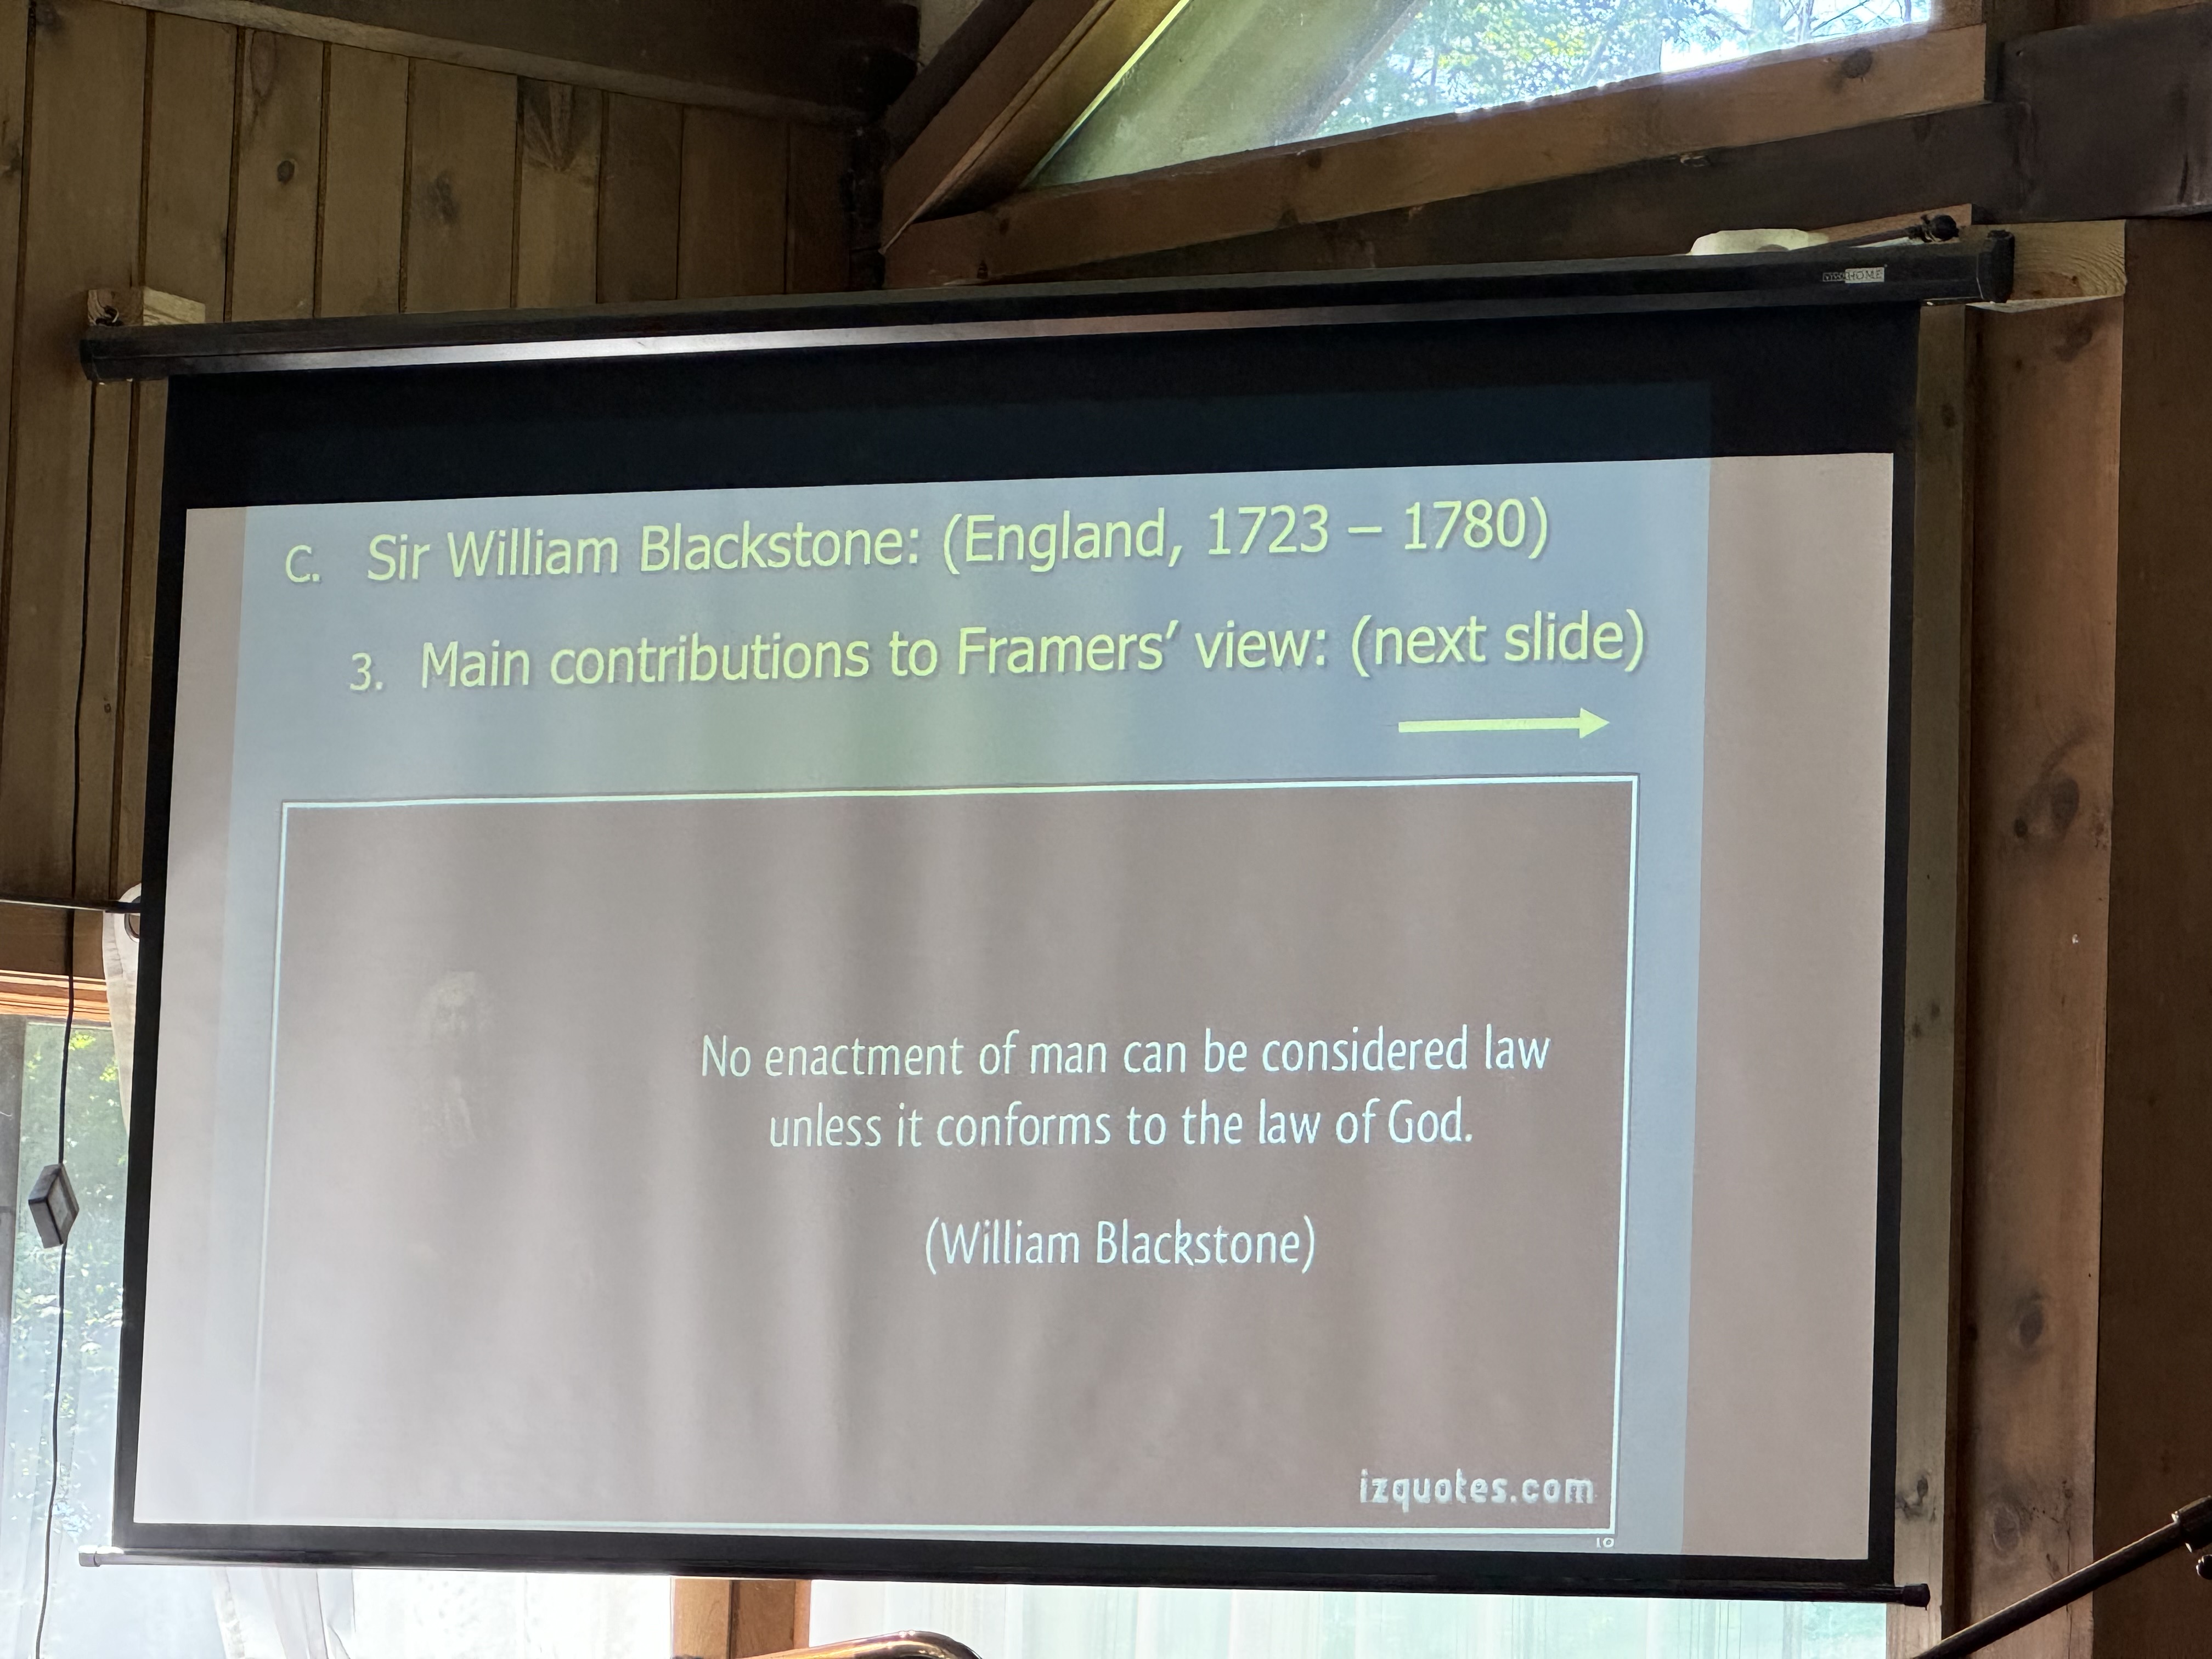 C. Sir William Blackstone: (England, 1723 – 1780)
3. Main contributions to Framers’ view: (next slide)
No enactment of man can be considered law
unless it conforms to the law of God.
(William Blackstone)
izquotes.com
10